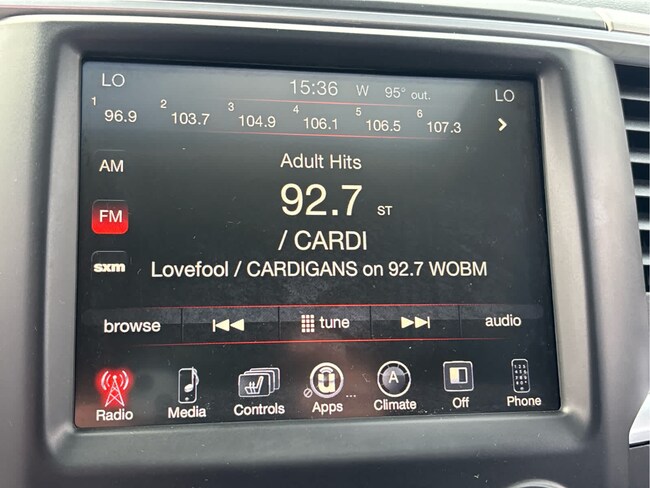 LO 15:36 W 95° out. LO
1 96.9 2 103.7 3 104.9 4 106.1 5 106.5 6 107.3
AM Adult Hits
FM 92.7 ST
/ CARDI
sxm Lovefool / CARDIGANS on 92.7 WOBM
browse tune audio
Radio Media Controls Apps ... A Climate Off Phone